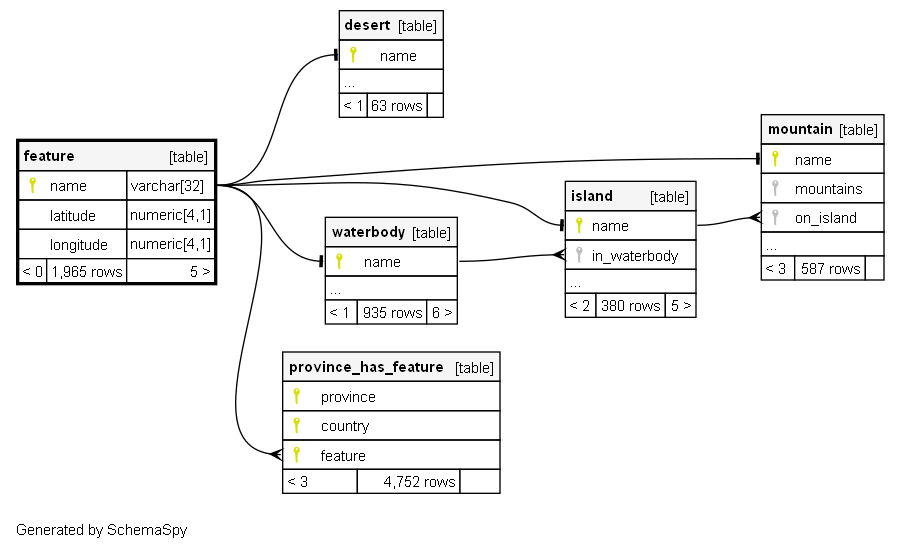 desert [table]
name
...
< 1 63 rows
feature [table]
name varchar[32]
latitude numeric[4,1]
longitude numeric[4,1]
< 0 1,965 rows 5 >
waterbody [table]
name
...
< 1 935 rows 6 >
island [table]
name
in_waterbody
...
< 2 380 rows 5 >
mountain [table]
name
mountains
on_island
...
< 3 587 rows
province_has_feature [table]
province
country
feature
< 3 4,752 rows
Generated by SchemaSpy